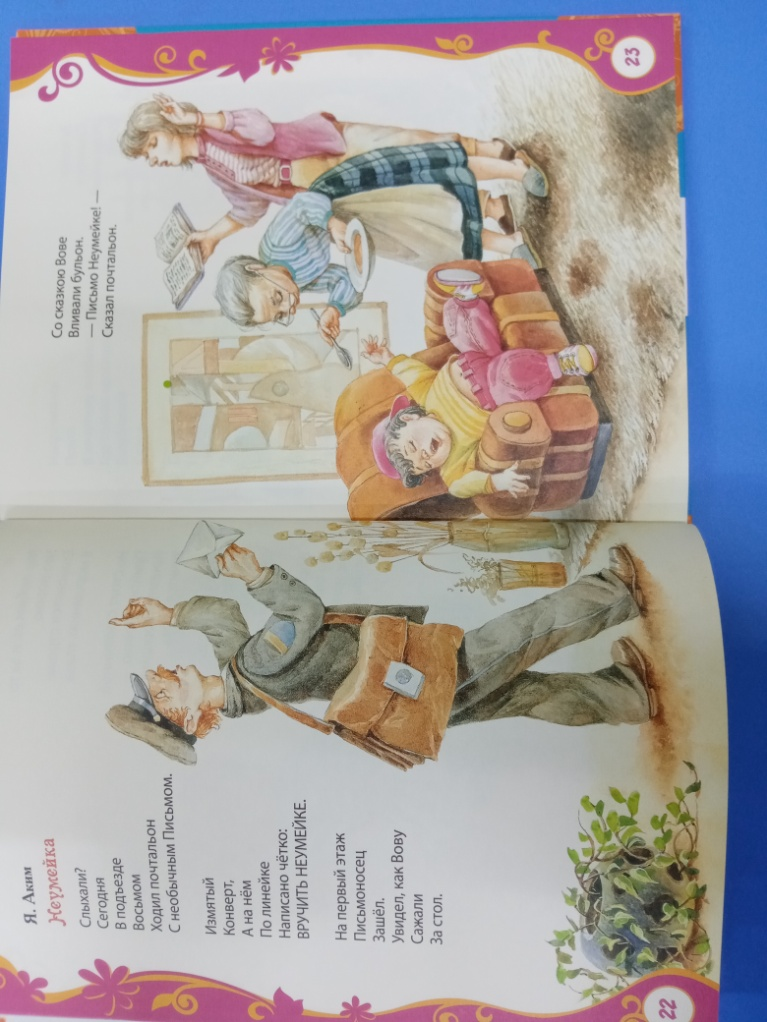 Я. Аким
Неумейка
Слыхали?
Сегодня
В подъезде
Восьмом
Ходил почтальон
С необычным Письмом.
Измятый
Конверт,
А на нём
По линейке
Написано чётко:
ВРУЧИТЬ НЕУМЕЙКЕ.
На первый этаж
Письмоносец
Зашёл.
Увидел, как Вову
Сажали
За стол.
22
Со сказкою Вове
Вливали бульон.
— Письмо Неумейке! —
Сказал почтальон.
23